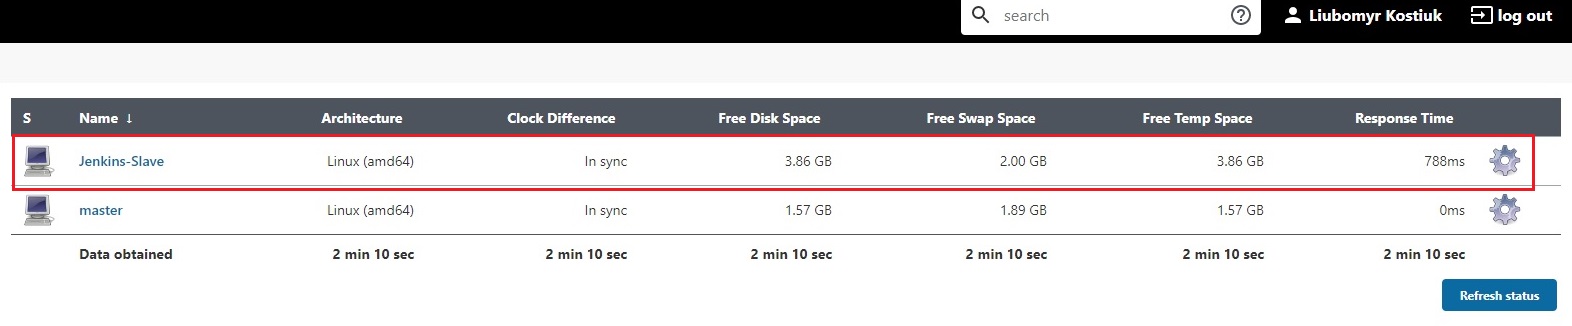 search Liubomyr Kostiuk log out
S Name ↓ Architecture Clock Difference Free Disk Space Free Swap Space Free Temp Space Response Time
Jenkins-Slave Linux (amd64) In sync 3.86 GB 2.00 GB 3.86 GB 788ms
master Linux (amd64) In sync 1.57 GB 1.89 GB 1.57 GB 0ms
Data obtained 2 min 10 sec 2 min 10 sec 2 min 10 sec 2 min 10 sec 2 min 10 sec 2 min 10 sec
Refresh status